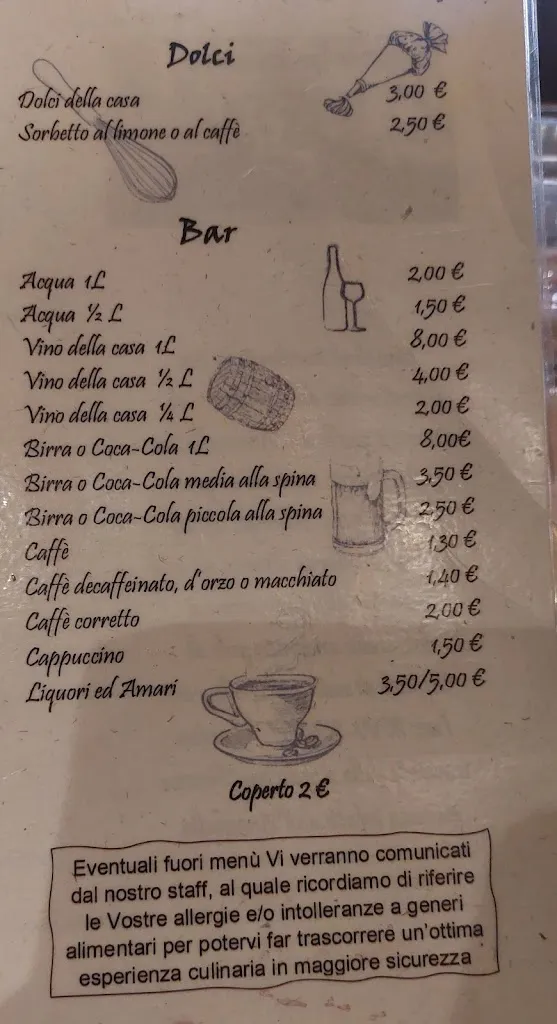 Dolci
Dolci della casa 3,00 €
Sorbetto al limone o al caffè 2,50 €
Bar
Acqua 1L 2,00 €
Acqua ½ L 1,50 €
Vino della casa 1L 8,00 €
Vino della casa ½ L 4,00 €
Vino della casa ¼ L 2,00 €
Birra o Coca-Cola 1L 8,00€
Birra o Coca-Cola media alla spina 3,50 €
Birra o Coca-Cola piccola alla spina 2,50 €
Caffè 1,30 €
Caffè decaffeinato, d'orzo o macchiato 1,40 €
Caffè corretto 2,00 €
Cappuccino 1,50 €
Liquori ed Amari 3,50/5,00 €
Coperto 2 €
Eventuali fuori menù Vi verranno comunicati
dal nostro staff, al quale ricordiamo di riferire
le Vostre allergie e/o intolleranze a generi
alimentari per potervi far trascorrere un'ottima
esperienza culinaria in maggiore sicurezza